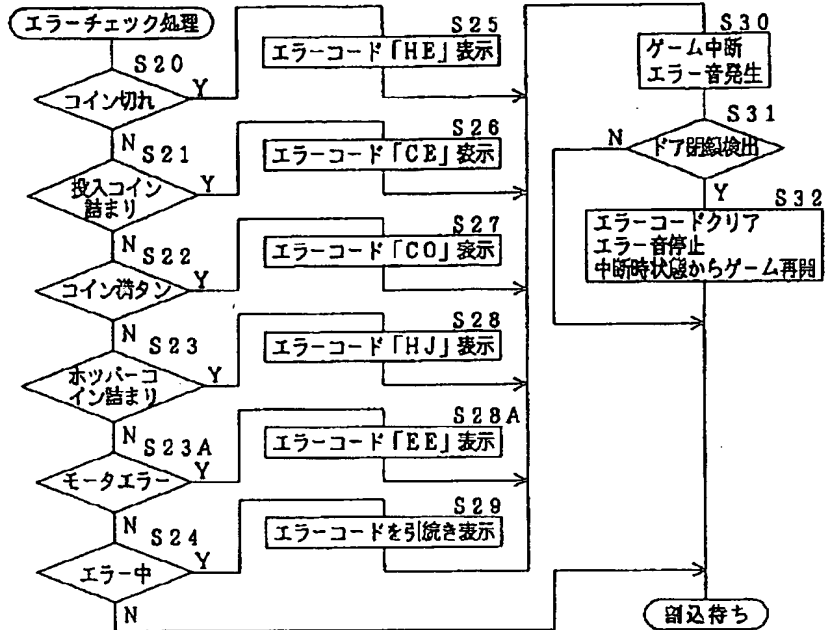 エラーチェック処理
S20
コイン切れ
Y
N
S25
エラーコード「HE」表示
S21
投入コイン
詰まり
Y
N
S26
エラーコード「CE」表示
S22
コイン満タン
Y
N
S27
エラーコード「CO」表示
S23
ホッパーコ
イン詰まり
Y
N
S28
エラーコード「HJ」表示
S23A
モータエラー
Y
N
S28A
エラーコード「EE」表示
S24
エラー中
Y
N
S29
エラーコードを引続き表示
S30
ゲーム中断
エラー音発生
S31
ドア閉鎖検出
N
Y
S32
エラーコードクリア
エラー音停止
中断時状態からゲーム再開
割込待ち